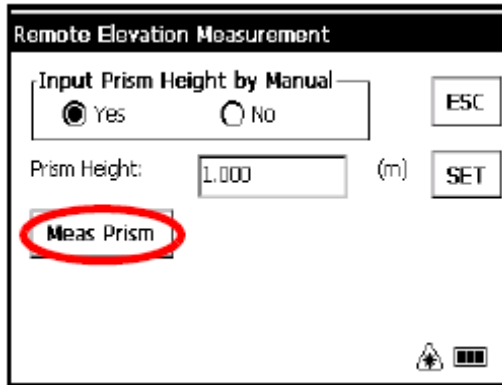 Remote Elevation Measurement
Input Prism Height by Manual
Yes No
ESC
Prism Height: 1.000 (m)
SET
Meas Prism